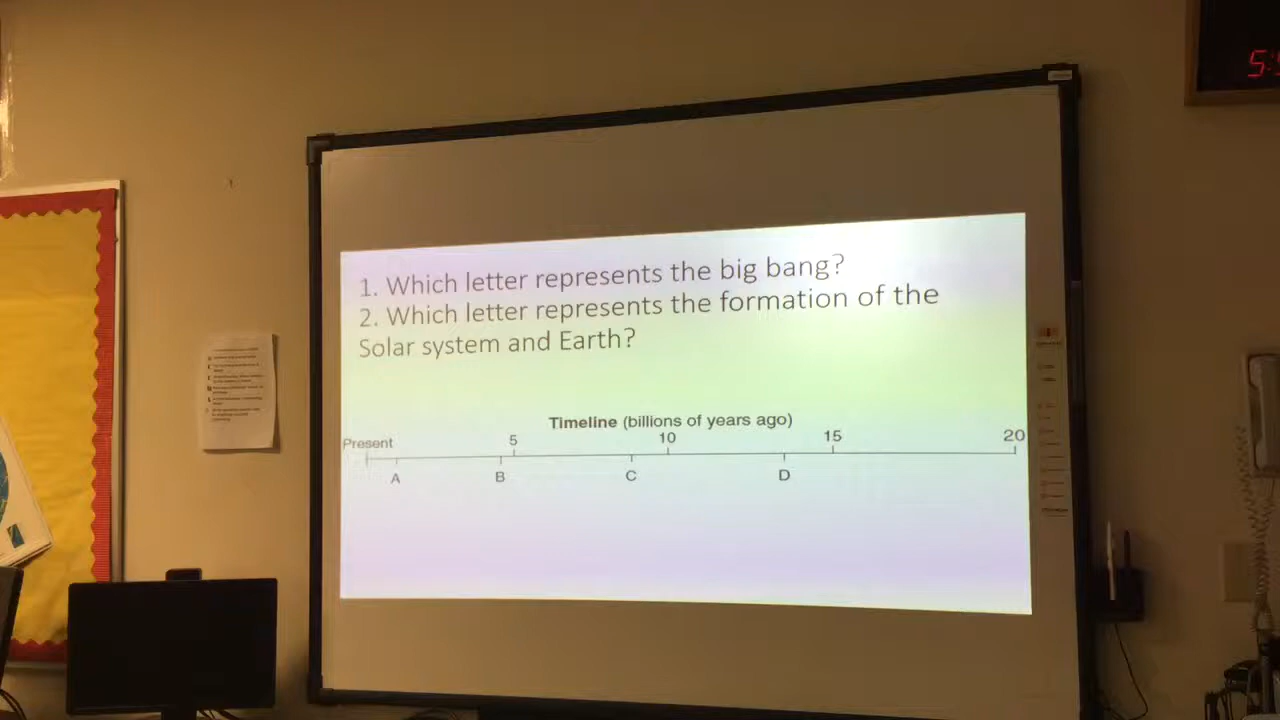 1. Which letter represents the big bang?
2. Which letter represents the formation of the
Solar system and Earth?
Timeline (billions of years ago)
Present 5 10 15 20
A B C D